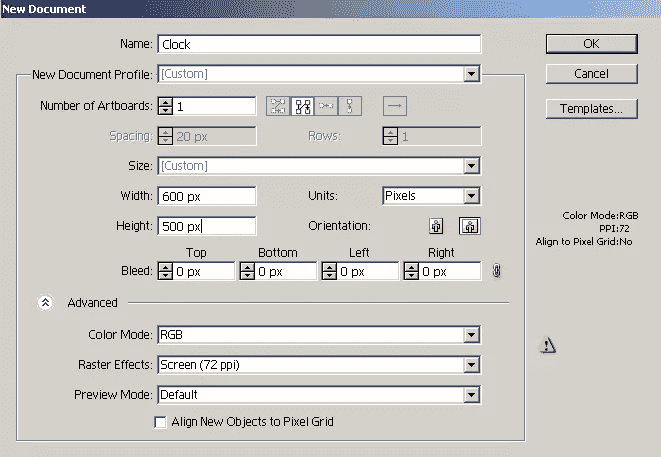 New Document
Name: Clock OK
New Document Profile: [Custom] Cancel
Number of Artboards: 1 Templates...
Spacing: 20 px Rows: 1
Size: [Custom]
Width: 600 px Units: Pixels
Color Mode:RGB
Height: 500 px Orientation: PPI:72
Align to Pixel Grid:No
Top Bottom Left Right
Bleed: 0 px 0 px 0 px 0 px
Advanced
Color Mode: RGB
Raster Effects: Screen (72 ppi)
Preview Mode: Default
Align New Objects to Pixel Grid